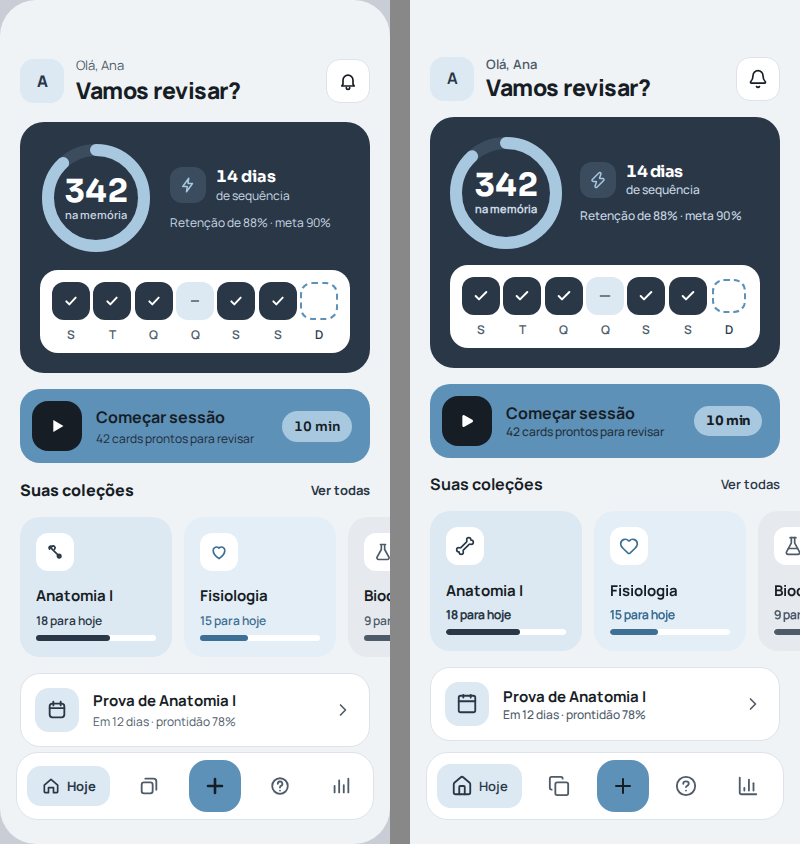 A
Olá, Ana
Vamos revisar?
342
na memória
14 dias
de sequência
Retenção de 88% · meta 90%
S T Q Q S S D
Começar sessão
42 cards prontos para revisar
10 min
Suas coleções
Ver todas
Anatomia I
18 para hoje
Fisiologia
15 para hoje
Prova de Anatomia I
Em 12 dias · prontidão 78%
Hoje
A
Olá, Ana
Vamos revisar?
342
na memória
14 dias
de sequência
Retenção de 88% · meta 90%
S T Q Q S S D
Começar sessão
42 cards prontos para revisar
10 min
Suas coleções
Ver todas
Anatomia I
18 para hoje
Fisiologia
15 para hoje
Prova de Anatomia I
Em 12 dias · prontidão 78%
Hoje